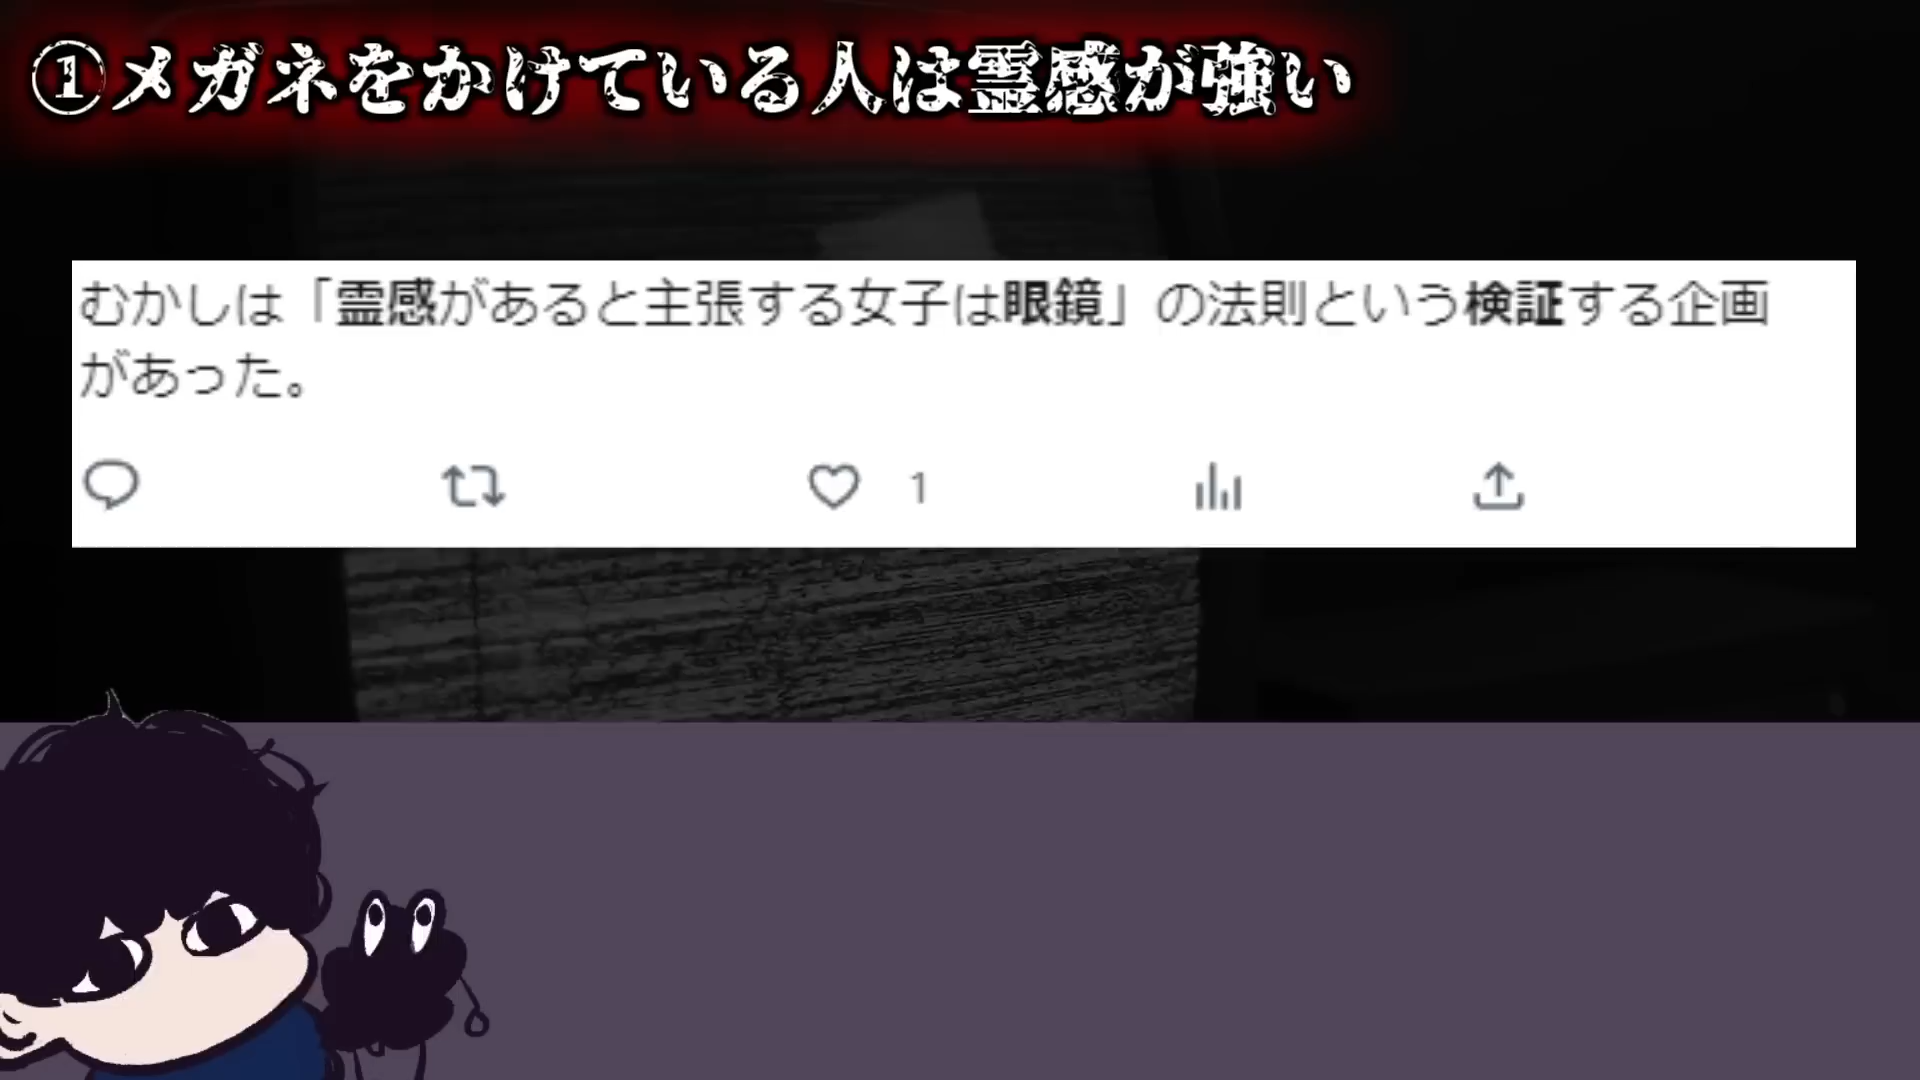 ①メガネをかけている人は霊感が強い
むかしは「霊感があると主張する女子は眼鏡」の法則という検証する企画
があった。
1